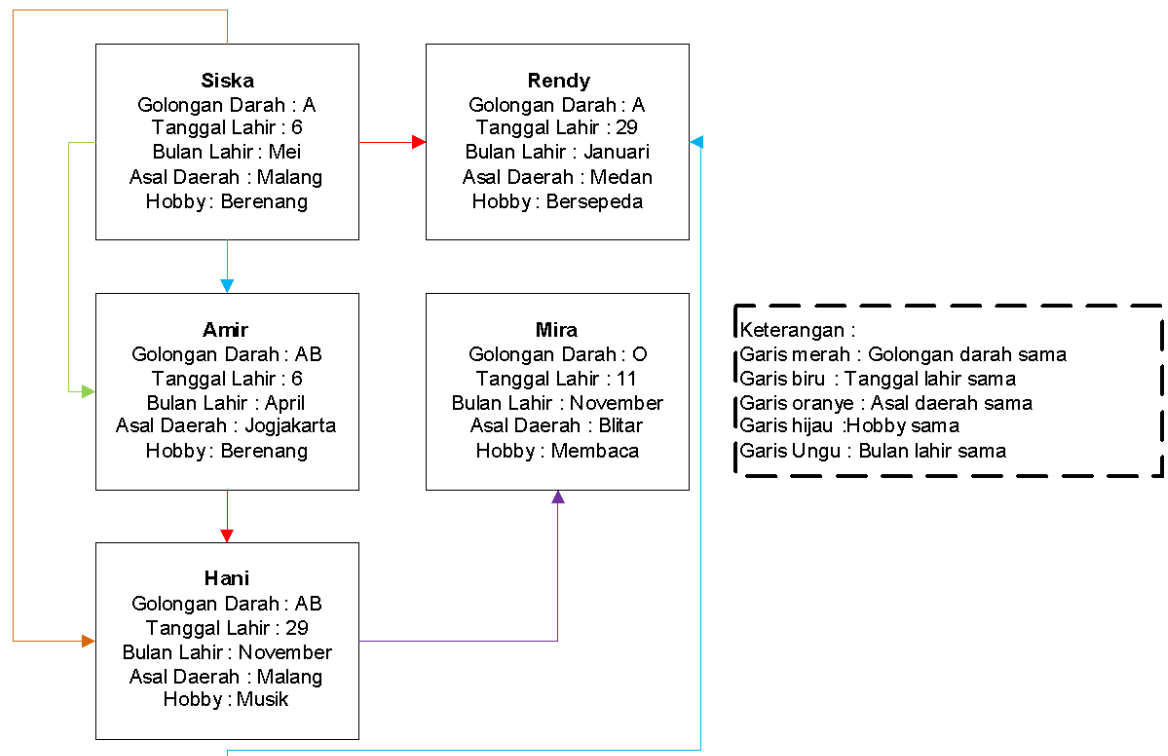 Siska
Golongan Darah : A
Tanggal Lahir : 6
Bulan Lahir : Mei
Asal Daerah : Malang
Hobby : Berenang
Rendy
Golongan Darah : A
Tanggal Lahir : 29
Bulan Lahir : Januari
Asal Daerah : Medan
Hobby : Bersepeda
Amir
Golongan Darah : AB
Tanggal Lahir : 6
Bulan Lahir : April
Asal Daerah : Jogjakarta
Hobby : Berenang
Mira
Golongan Darah : O
Tanggal Lahir : 11
Bulan Lahir : November
Asal Daerah : Blitar
Hobby : Membaca
Keterangan :
Garis merah : Golongan darah sama
Garis biru : Tanggal lahir sama
Garis oranye : Asal daerah sama
Garis hijau :Hobby sama
Garis Ungu : Bulan lahir sama
Hani
Golongan Darah : AB
Tanggal Lahir : 29
Bulan Lahir : November
Asal Daerah : Malang
Hobby : Musik